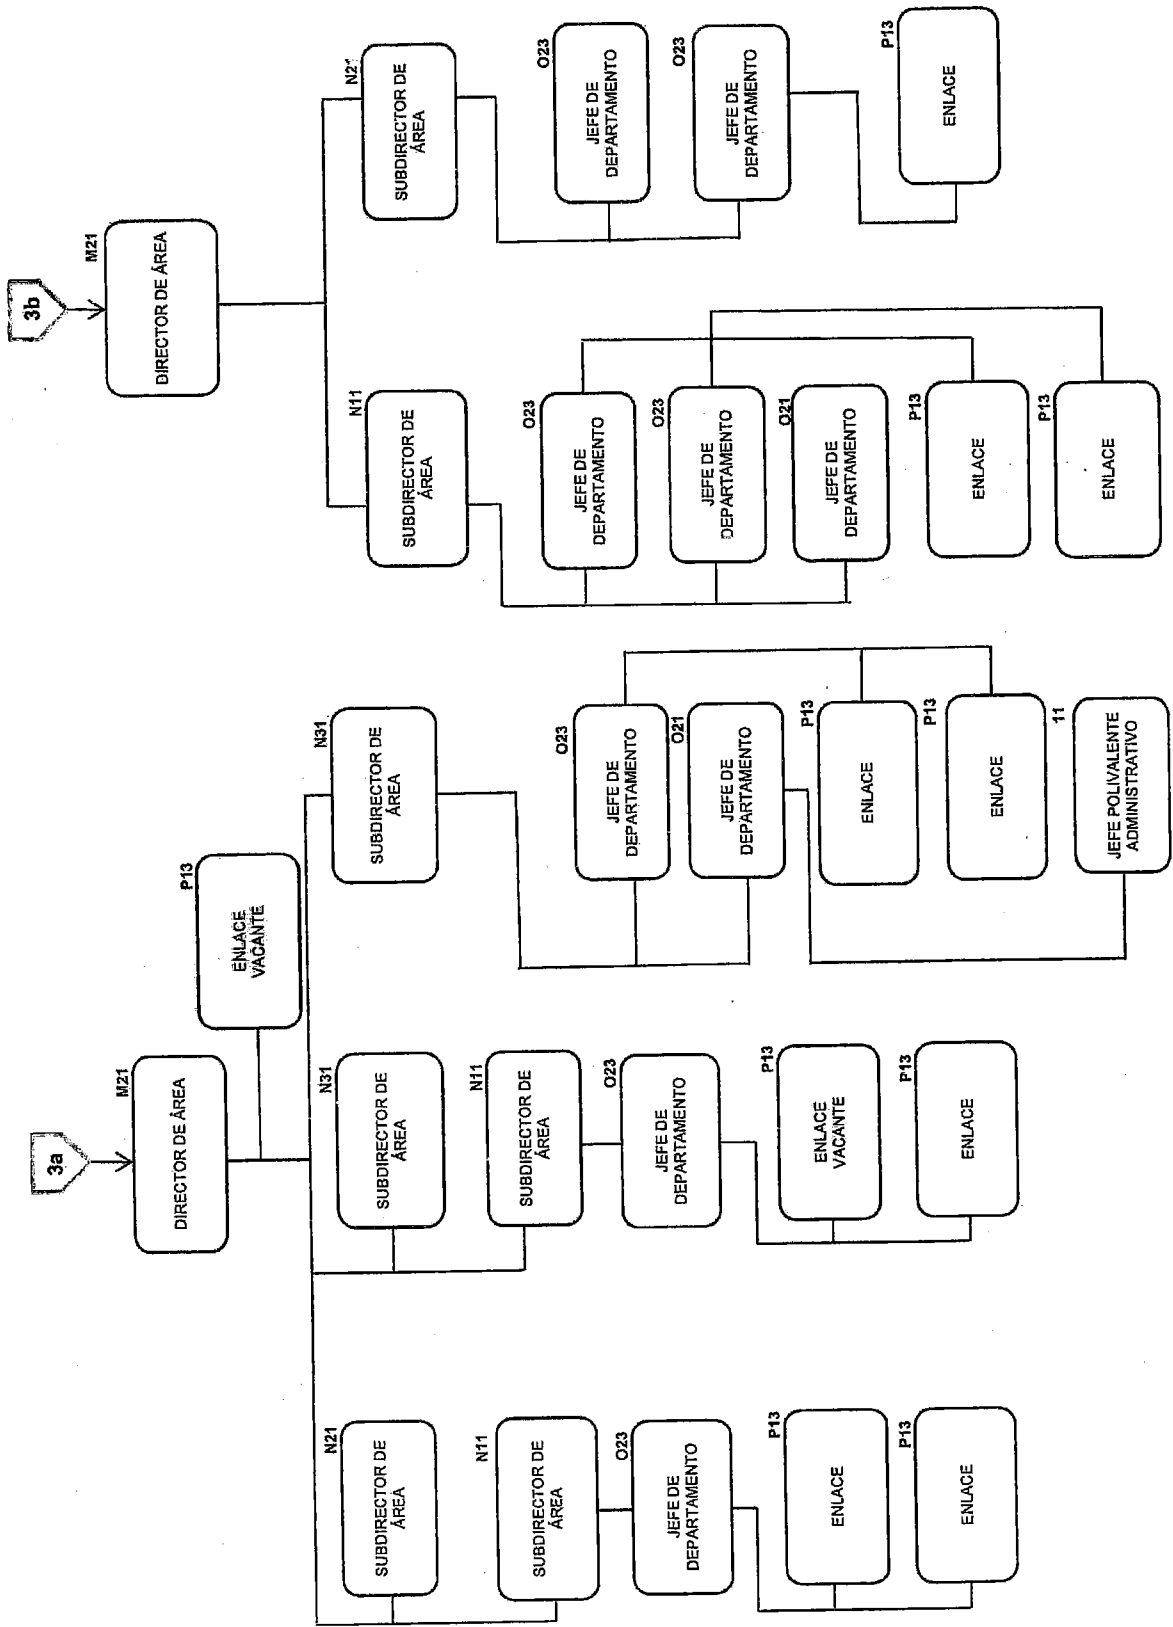 3a
M21
DIRECTOR DE ÁREA
P13
ENLACE
VACANTE
N21
SUBDIRECTOR DE
ÁREA
N11
SUBDIRECTOR DE
ÁREA
O23
JEFE DE
DEPARTAMENTO
P13
ENLACE
P13
ENLACE
N31
SUBDIRECTOR DE
ÁREA
N11
SUBDIRECTOR DE
ÁREA
O23
JEFE DE
DEPARTAMENTO
P13
ENLACE
VACANTE
P13
ENLACE
N31
SUBDIRECTOR DE
ÁREA
O23
JEFE DE
DEPARTAMENTO
O21
JEFE DE
DEPARTAMENTO
P13
ENLACE
P13
ENLACE
11
JEFE POLIVALENTE
ADMINISTRATIVO
3b
M21
DIRECTOR DE ÁREA
N11
SUBDIRECTOR DE
ÁREA
O23
JEFE DE
DEPARTAMENTO
O23
JEFE DE
DEPARTAMENTO
O21
JEFE DE
DEPARTAMENTO
P13
ENLACE
P13
ENLACE
N21
SUBDIRECTOR DE
ÁREA
O23
JEFE DE
DEPARTAMENTO
O23
JEFE DE
DEPARTAMENTO
P13
ENLACE